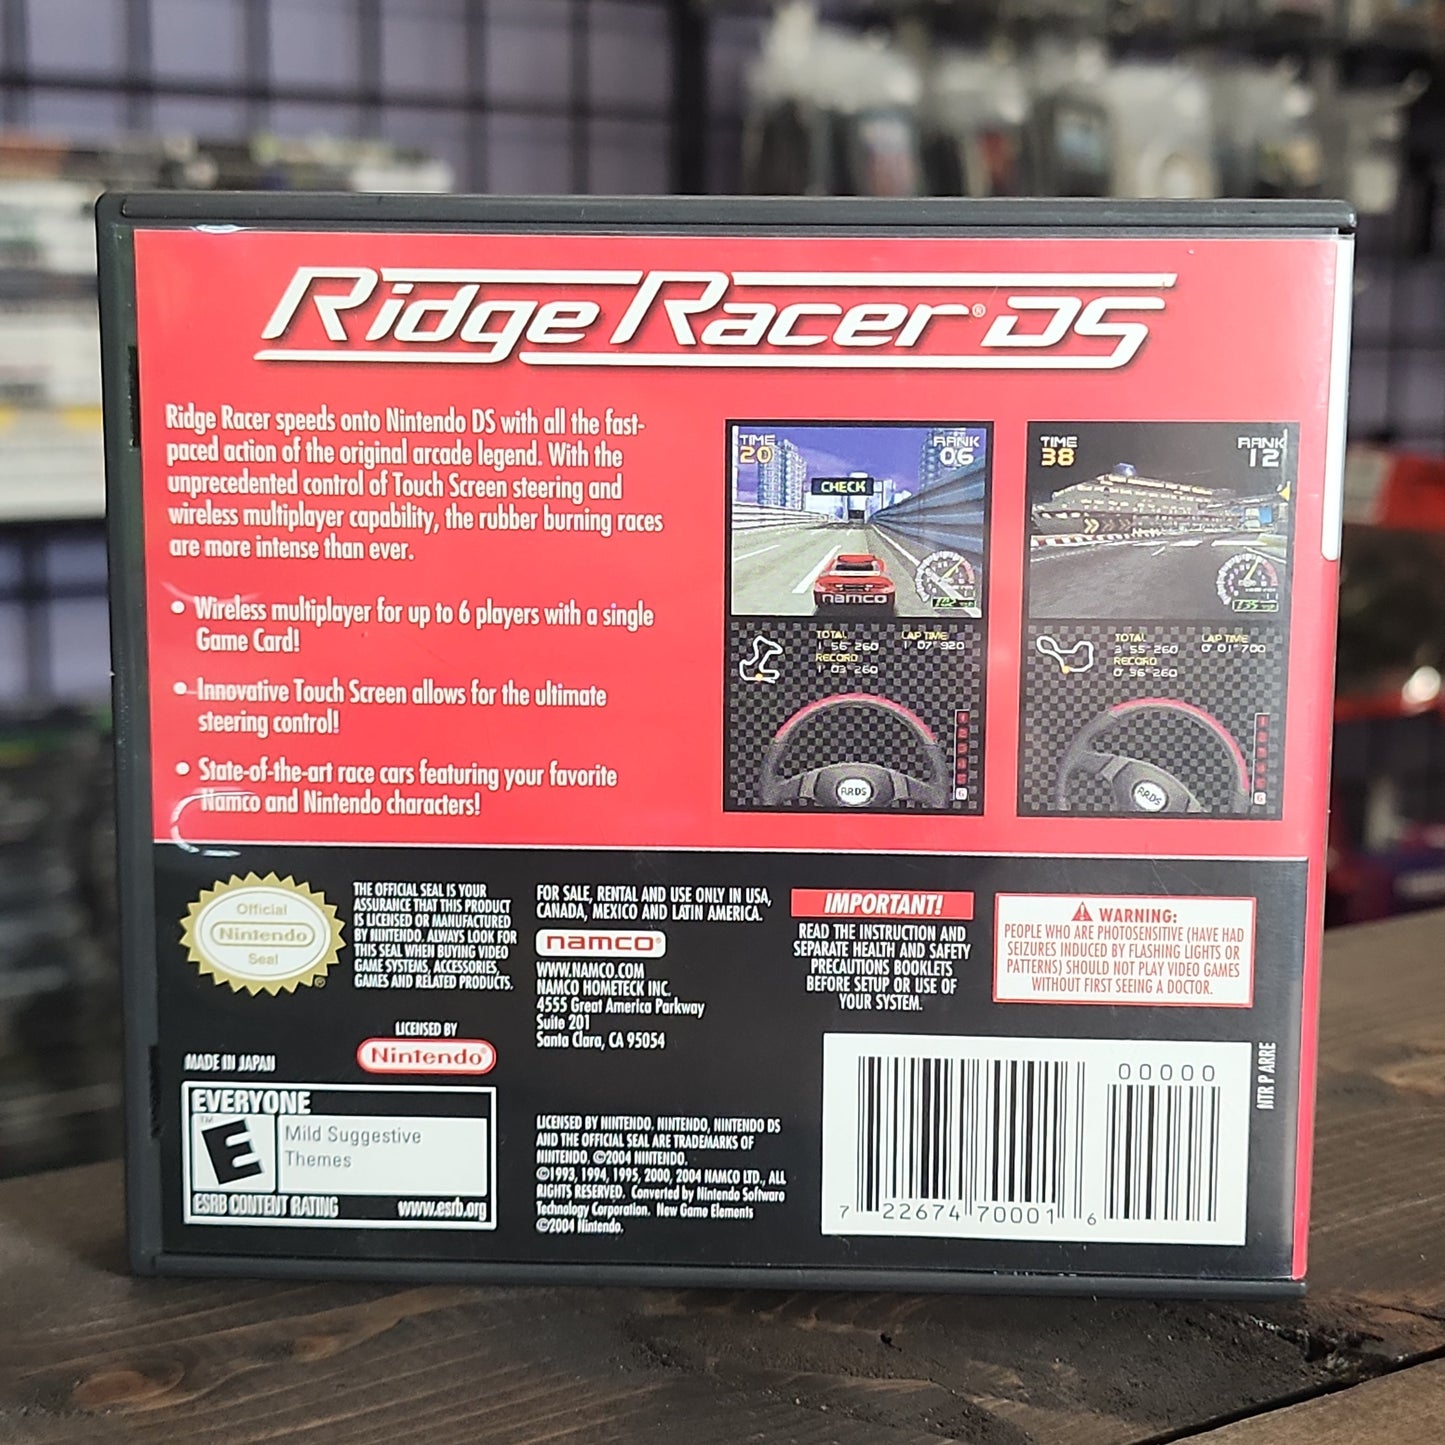 Ridge Racer® DS
Ridge Racer speeds onto Nintendo DS with all the fast-
paced action of the original arcade legend. With the
unprecedented control of Touch Screen steering and
wireless multiplayer capability, the rubber burning races
are more intense than ever.
• Wireless multiplayer for up to 6 players with a single
Game Card!
• Innovative Touch Screen allows for the ultimate
steering control!
• State-of-the-art race cars featuring your favorite
Namco and Nintendo characters!
TIME
20
RANK
06
CHECK
namco
TOTAL
1'56"260
RECORD
1'03"260
LAP TIME
1'07"920
R.R.DS
TIME
38
RANK
12
TOTAL
3'55"260
RECORD
0'36"260
LAP TIME
0'01"700
R.R.DS
Official
Nintendo
Seal
®
THE OFFICIAL SEAL IS YOUR
ASSURANCE THAT THIS PRODUCT
IS LICENSED OR MANUFACTURED
BY NINTENDO. ALWAYS LOOK FOR
THIS SEAL WHEN BUYING VIDEO
GAME SYSTEMS, ACCESSORIES,
GAMES AND RELATED PRODUCTS.
LICENSED BY
Nintendo®
MADE IN JAPAN
EVERYONE
E
Mild Suggestive
Themes
ESRB CONTENT RATING www.esrb.org
FOR SALE, RENTAL AND USE ONLY IN USA,
CANADA, MEXICO AND LATIN AMERICA.
namco®
WWW.NAMCO.COM
NAMCO HOMETECK INC.
4555 Great America Parkway
Suite 201
Santa Clara, CA 95054
LICENSED BY NINTENDO. NINTENDO, NINTENDO DS
AND THE OFFICIAL SEAL ARE TRADEMARKS OF
NINTENDO. ©2004 NINTENDO.
©1993, 1994, 1995, 2000, 2004 NAMCO LTD., ALL
RIGHTS RESERVED. Converted by Nintendo Software
Technology Corporation. New Game Elements
©2004 Nintendo.
IMPORTANT!
READ THE INSTRUCTION AND
SEPARATE HEALTH AND SAFETY
PRECAUTIONS BOOKLETS
BEFORE SETUP OR USE OF
YOUR SYSTEM.
WARNING:
PEOPLE WHO ARE PHOTOSENSITIVE (HAVE HAD
SEIZURES INDUCED BY FLASHING LIGHTS OR
PATTERNS) SHOULD NOT PLAY VIDEO GAMES
WITHOUT FIRST SEEING A DOCTOR.
00000
7 22674 70001 6
NTR P ARRE